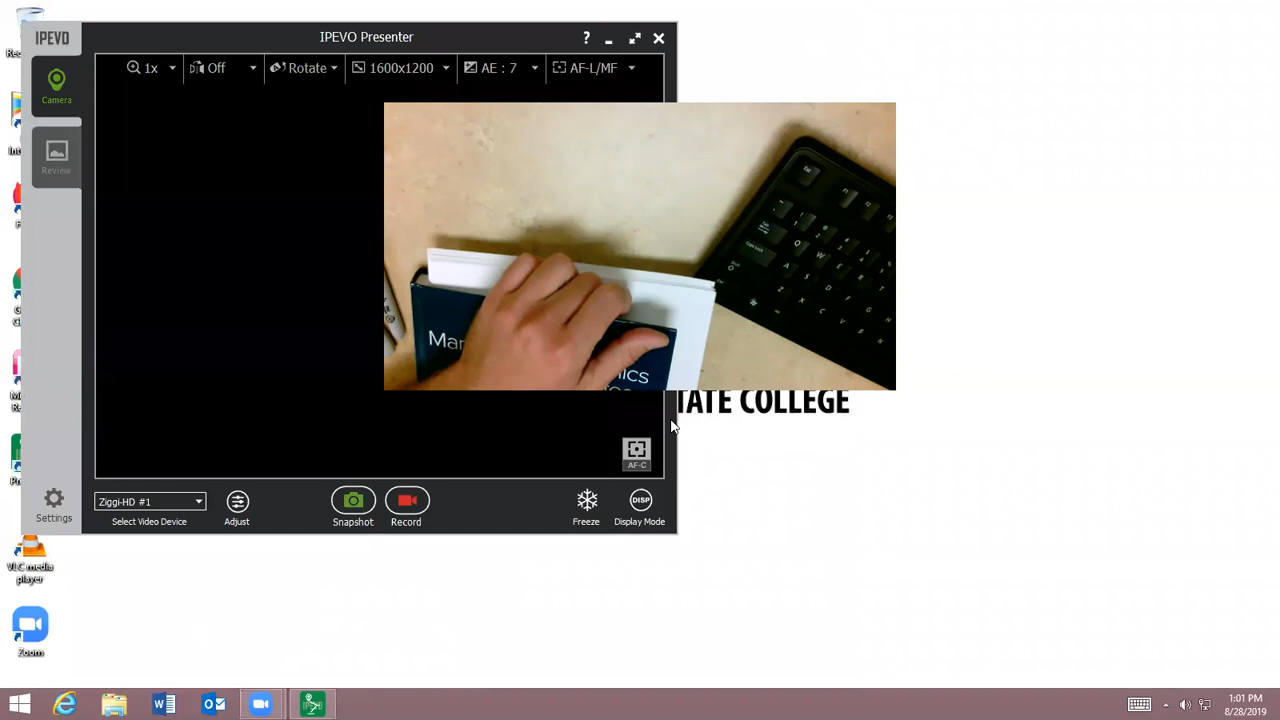 IPEVO
IPEVO Presenter
?
Camera
1x
Off
Rotate
1600x1200
AE : 7
AF-L/MF
Review
TATE COLLEGE
AF-C
Settings
Ziggi-HD #1
Select Video Device
Adjust
Snapshot
Record
Freeze
DISP
Display Mode
VLC media
player
Zoom
1:01 PM
8/28/2019